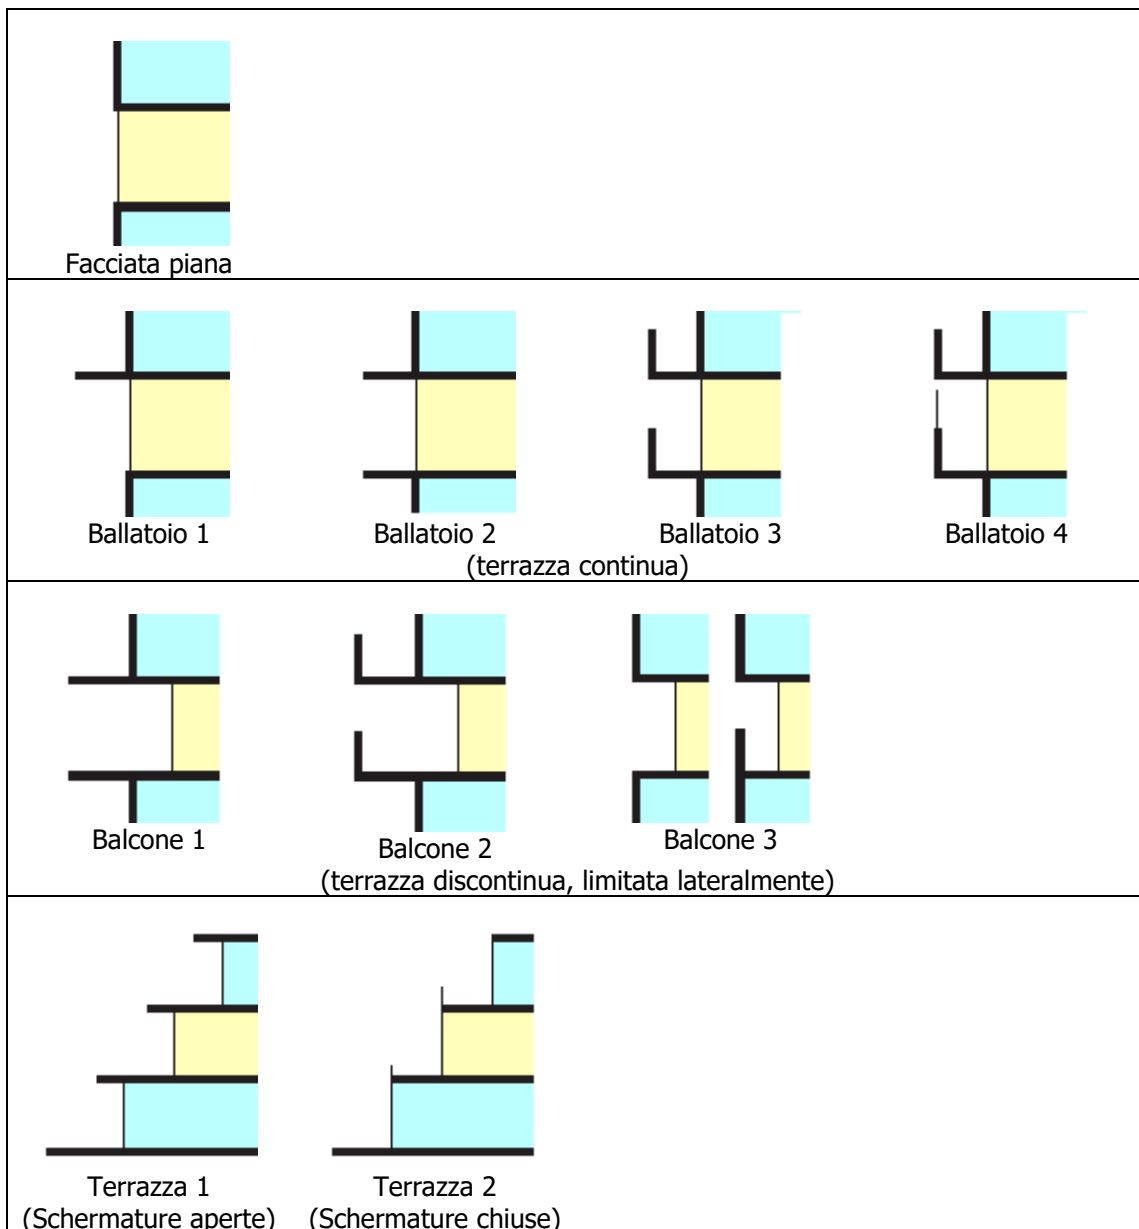 Facciata piana
Ballatoio 1 Ballatoio 2 Ballatoio 3 Ballatoio 4
(terrazza continua)
Balcone 1 Balcone 2 Balcone 3
(terrazza discontinua, limitata lateralmente)
Terrazza 1 Terrazza 2
(Schermature aperte) (Schermature chiuse)